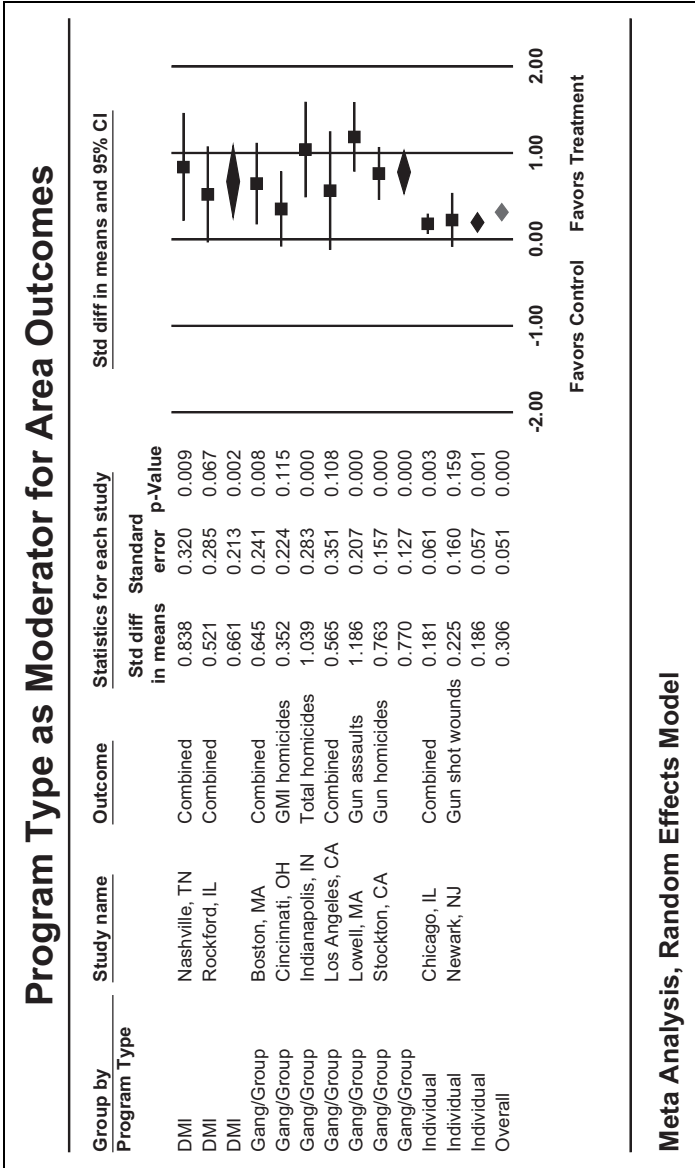 Program Type as Moderator for Area Outcomes
Group by Program Type Study name Outcome Statistics for each study Std diff in means and 95% CI
Std diff in means Standard error p-Value
DMI Nashville, TN Combined 0.838 0.320 0.009
DMI Rockford, IL Combined 0.521 0.285 0.067
DMI 0.661 0.213 0.002
Gang/Group Boston, MA Combined 0.645 0.241 0.008
Gang/Group Cincinnati, OH GMI homicides 0.352 0.224 0.115
Gang/Group Indianapolis, IN Total homicides 1.039 0.283 0.000
Gang/Group Los Angeles, CA Combined 0.565 0.351 0.108
Gang/Group Lowell, MA Gun assaults 1.186 0.207 0.000
Gang/Group Stockton, CA Gun homicides 0.763 0.157 0.000
Gang/Group 0.770 0.127 0.000
Individual Chicago, IL Combined 0.181 0.061 0.003
Individual Newark, NJ Gun shot wounds 0.225 0.160 0.159
Individual 0.186 0.057 0.001
Overall 0.306 0.051 0.000
-2.00 -1.00 0.00 1.00 2.00
Favors Control Favors Treatment
Meta Analysis, Random Effects Model